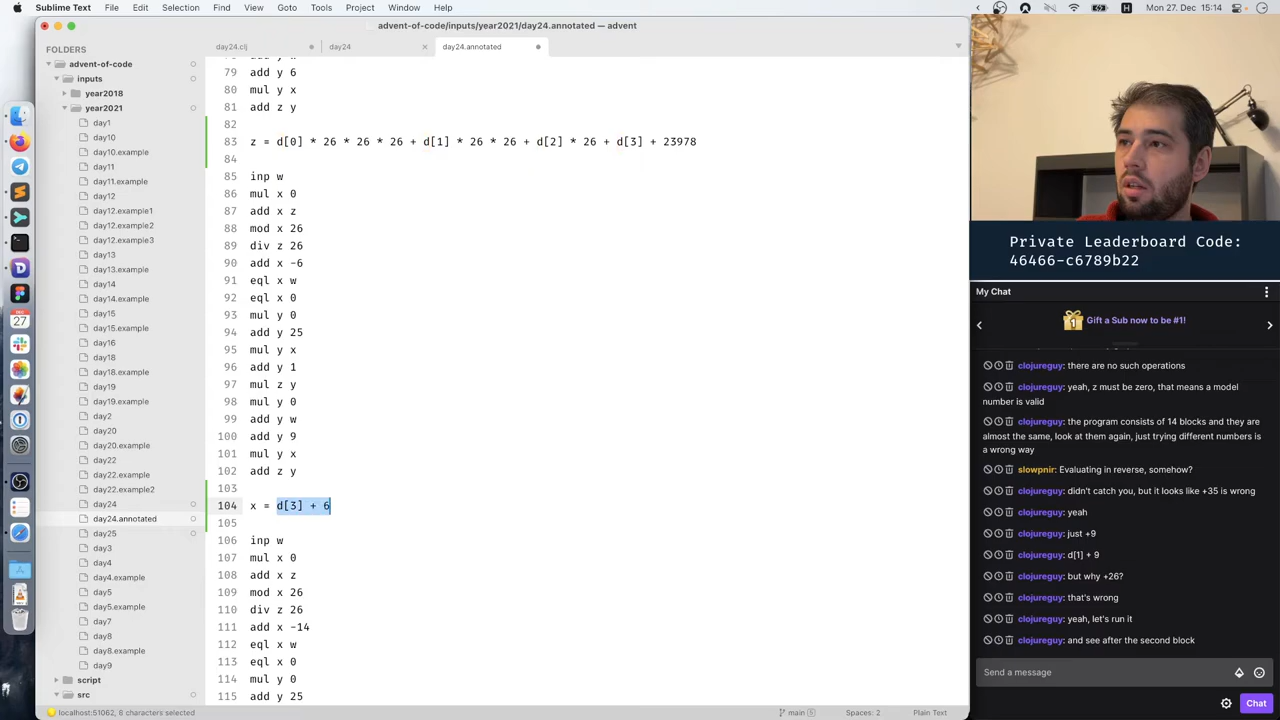 Sublime Text File Edit Selection Find View Goto Tools Project Window Help
Mon 27. Dec 15:14
advent-of-code/inputs/year2021/day24.annotated — advent
FOLDERS
advent-of-code
inputs
year2018
year2021
day1
day10
day10.example
day11
day11.example
day12
day12.example1
day12.example2
day12.example3
day13
day13.example
day14
day14.example
day15
day15.example
day16
day18
day18.example
day19
day19.example
day2
day20
day20.example
day22
day22.example
day22.example2
day24
day24.annotated
day25
day3
day4
day4.example
day5
day5.example
day7
day8
day8.example
day9
script
src
day24.clj
day24
day24.annotated
79 add y 6
80 mul y x
81 add z y
82
83 z = d[0] * 26 * 26 * 26 + d[1] * 26 * 26 + d[2] * 26 + d[3] + 23978
84
85 inp w
86 mul x 0
87 add x z
88 mod x 26
89 div z 26
90 add x -6
91 eql x w
92 eql x 0
93 mul y 0
94 add y 25
95 mul y x
96 add y 1
97 mul z y
98 mul y 0
99 add y w
100 add y 9
101 mul y x
102 add z y
103
104 x = d[3] + 6
105
106 inp w
107 mul x 0
108 add x z
109 mod x 26
110 div z 26
111 add x -14
112 eql x w
113 eql x 0
114 mul y 0
115 add y 25
localhost:51062, 8 characters selected
main 5
Spaces: 2
Plain Text
Private Leaderboard Code:
46466-c6789b22
My Chat
Gift a Sub now to be #1!
clojureguy: there are no such operations
clojureguy: yeah, z must be zero, that means a model
number is valid
clojureguy: the program consists of 14 blocks and they are
almost the same, look at them again, just trying different numbers is
a wrong way
slowpnir: Evaluating in reverse, somehow?
clojureguy: didn't catch you, but it looks like +35 is wrong
clojureguy: yeah
clojureguy: just +9
clojureguy: d[1] + 9
clojureguy: but why +26?
clojureguy: that's wrong
clojureguy: yeah, let's run it
clojureguy: and see after the second block
Send a message
Chat